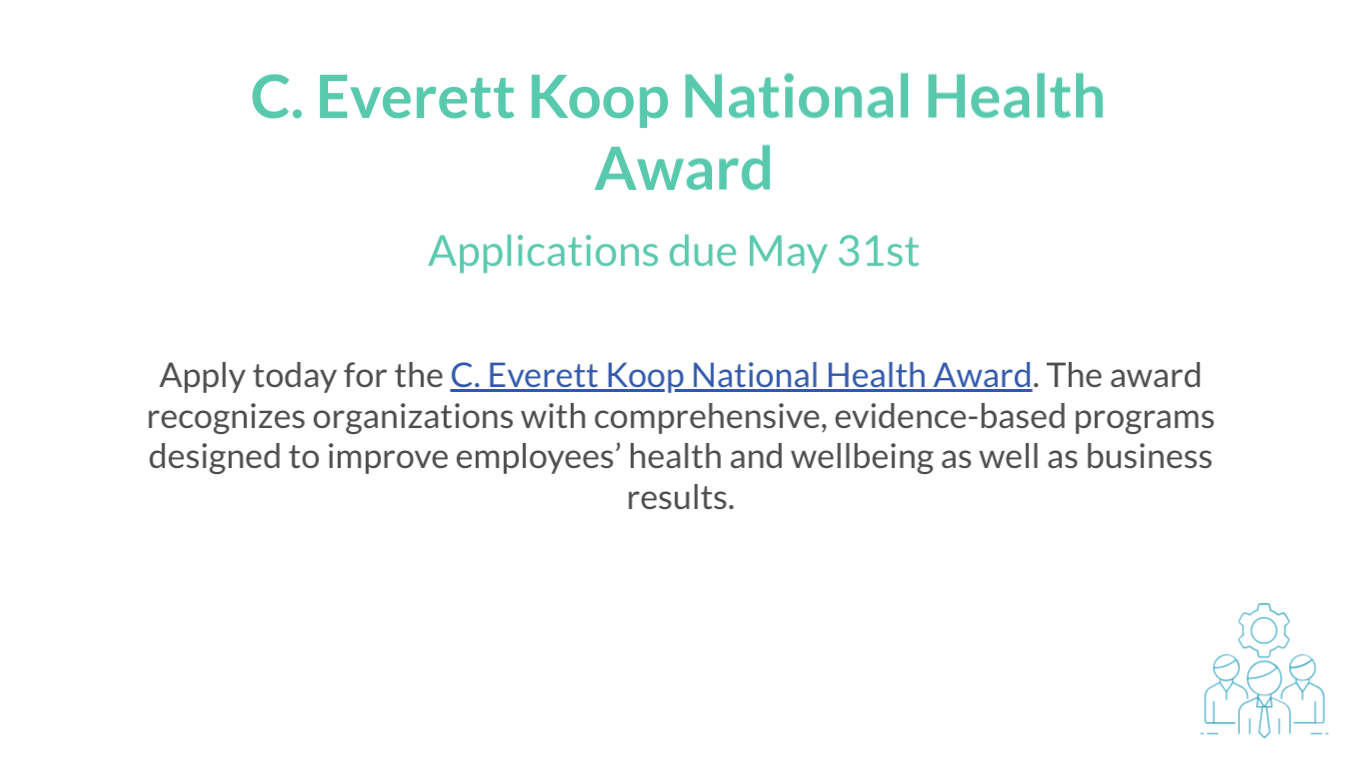 C. Everett Koop National Health
Award
Applications due May 31st
Apply today for the C. Everett Koop National Health Award. The award
recognizes organizations with comprehensive, evidence-based programs
designed to improve employees’ health and wellbeing as well as business
results.